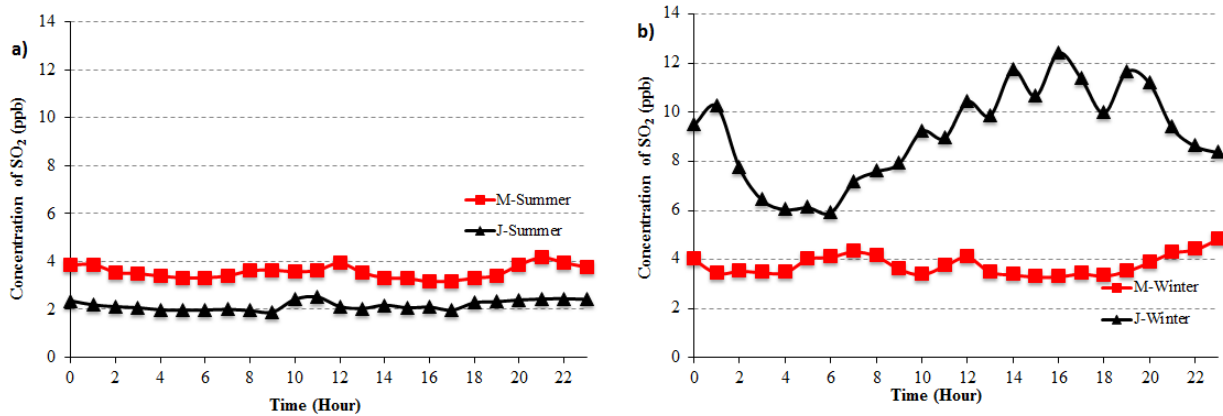 a)
14
12
10
8
6
4
2
0
Concentration of SO₂ (ppb)
M-Summer
J-Summer
0 2 4 6 8 10 12 14 16 18 20 22
Time (Hour)
b)
14
12
10
8
6
4
2
0
Concentration of SO₂ (ppb)
M-Winter
J-Winter
0 2 4 6 8 10 12 14 16 18 20 22
Time (Hour)